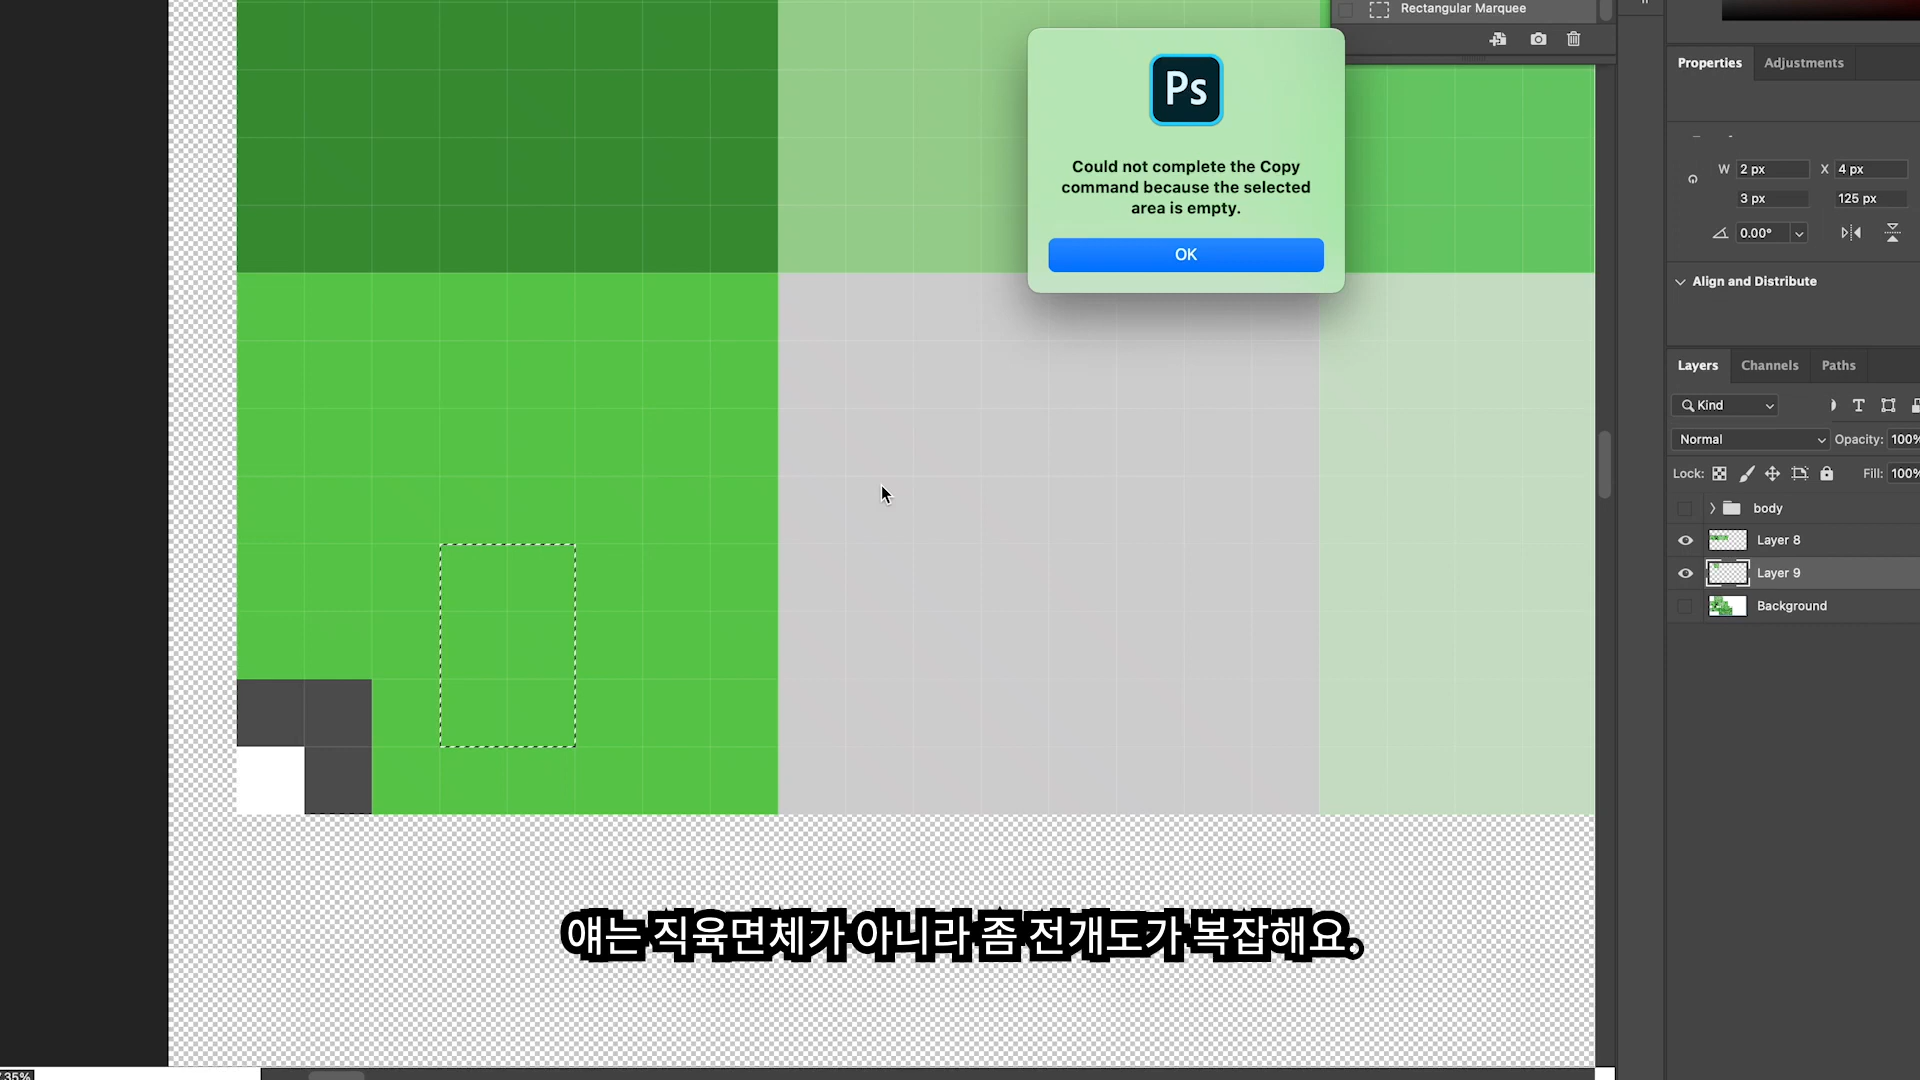 Rectangular Marquee
Ps
Could not complete the Copy
command because the selected
area is empty.
OK
Properties
Adjustments
W 2 px X 4 px
3 px 125 px
0.00°
Align and Distribute
Layers Channels Paths
Kind
Normal Opacity: 100%
Lock: Fill: 100%
body
Layer 8
Layer 9
Background
얘는 직육면체가 아니라 좀 전개도가 복잡해요.